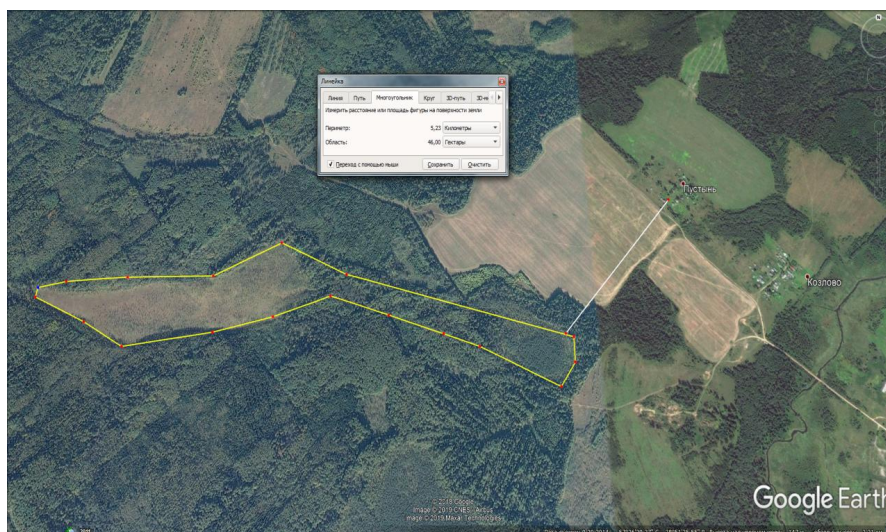 Линейка
Линия Путь Многоугольник Круг 3D-путь
Измерить расстояние или площадь фигуры на поверхности земли
Периметр: 5,23 Километры
Область: 46,00 Гектары
Переход с помощью мыши Сохранить Очистить
Пустынь
Козлово
© 2018 Google
Image © 2019 CNES / Airbus
Image © 2019 Maxar Technologies
Google Earth